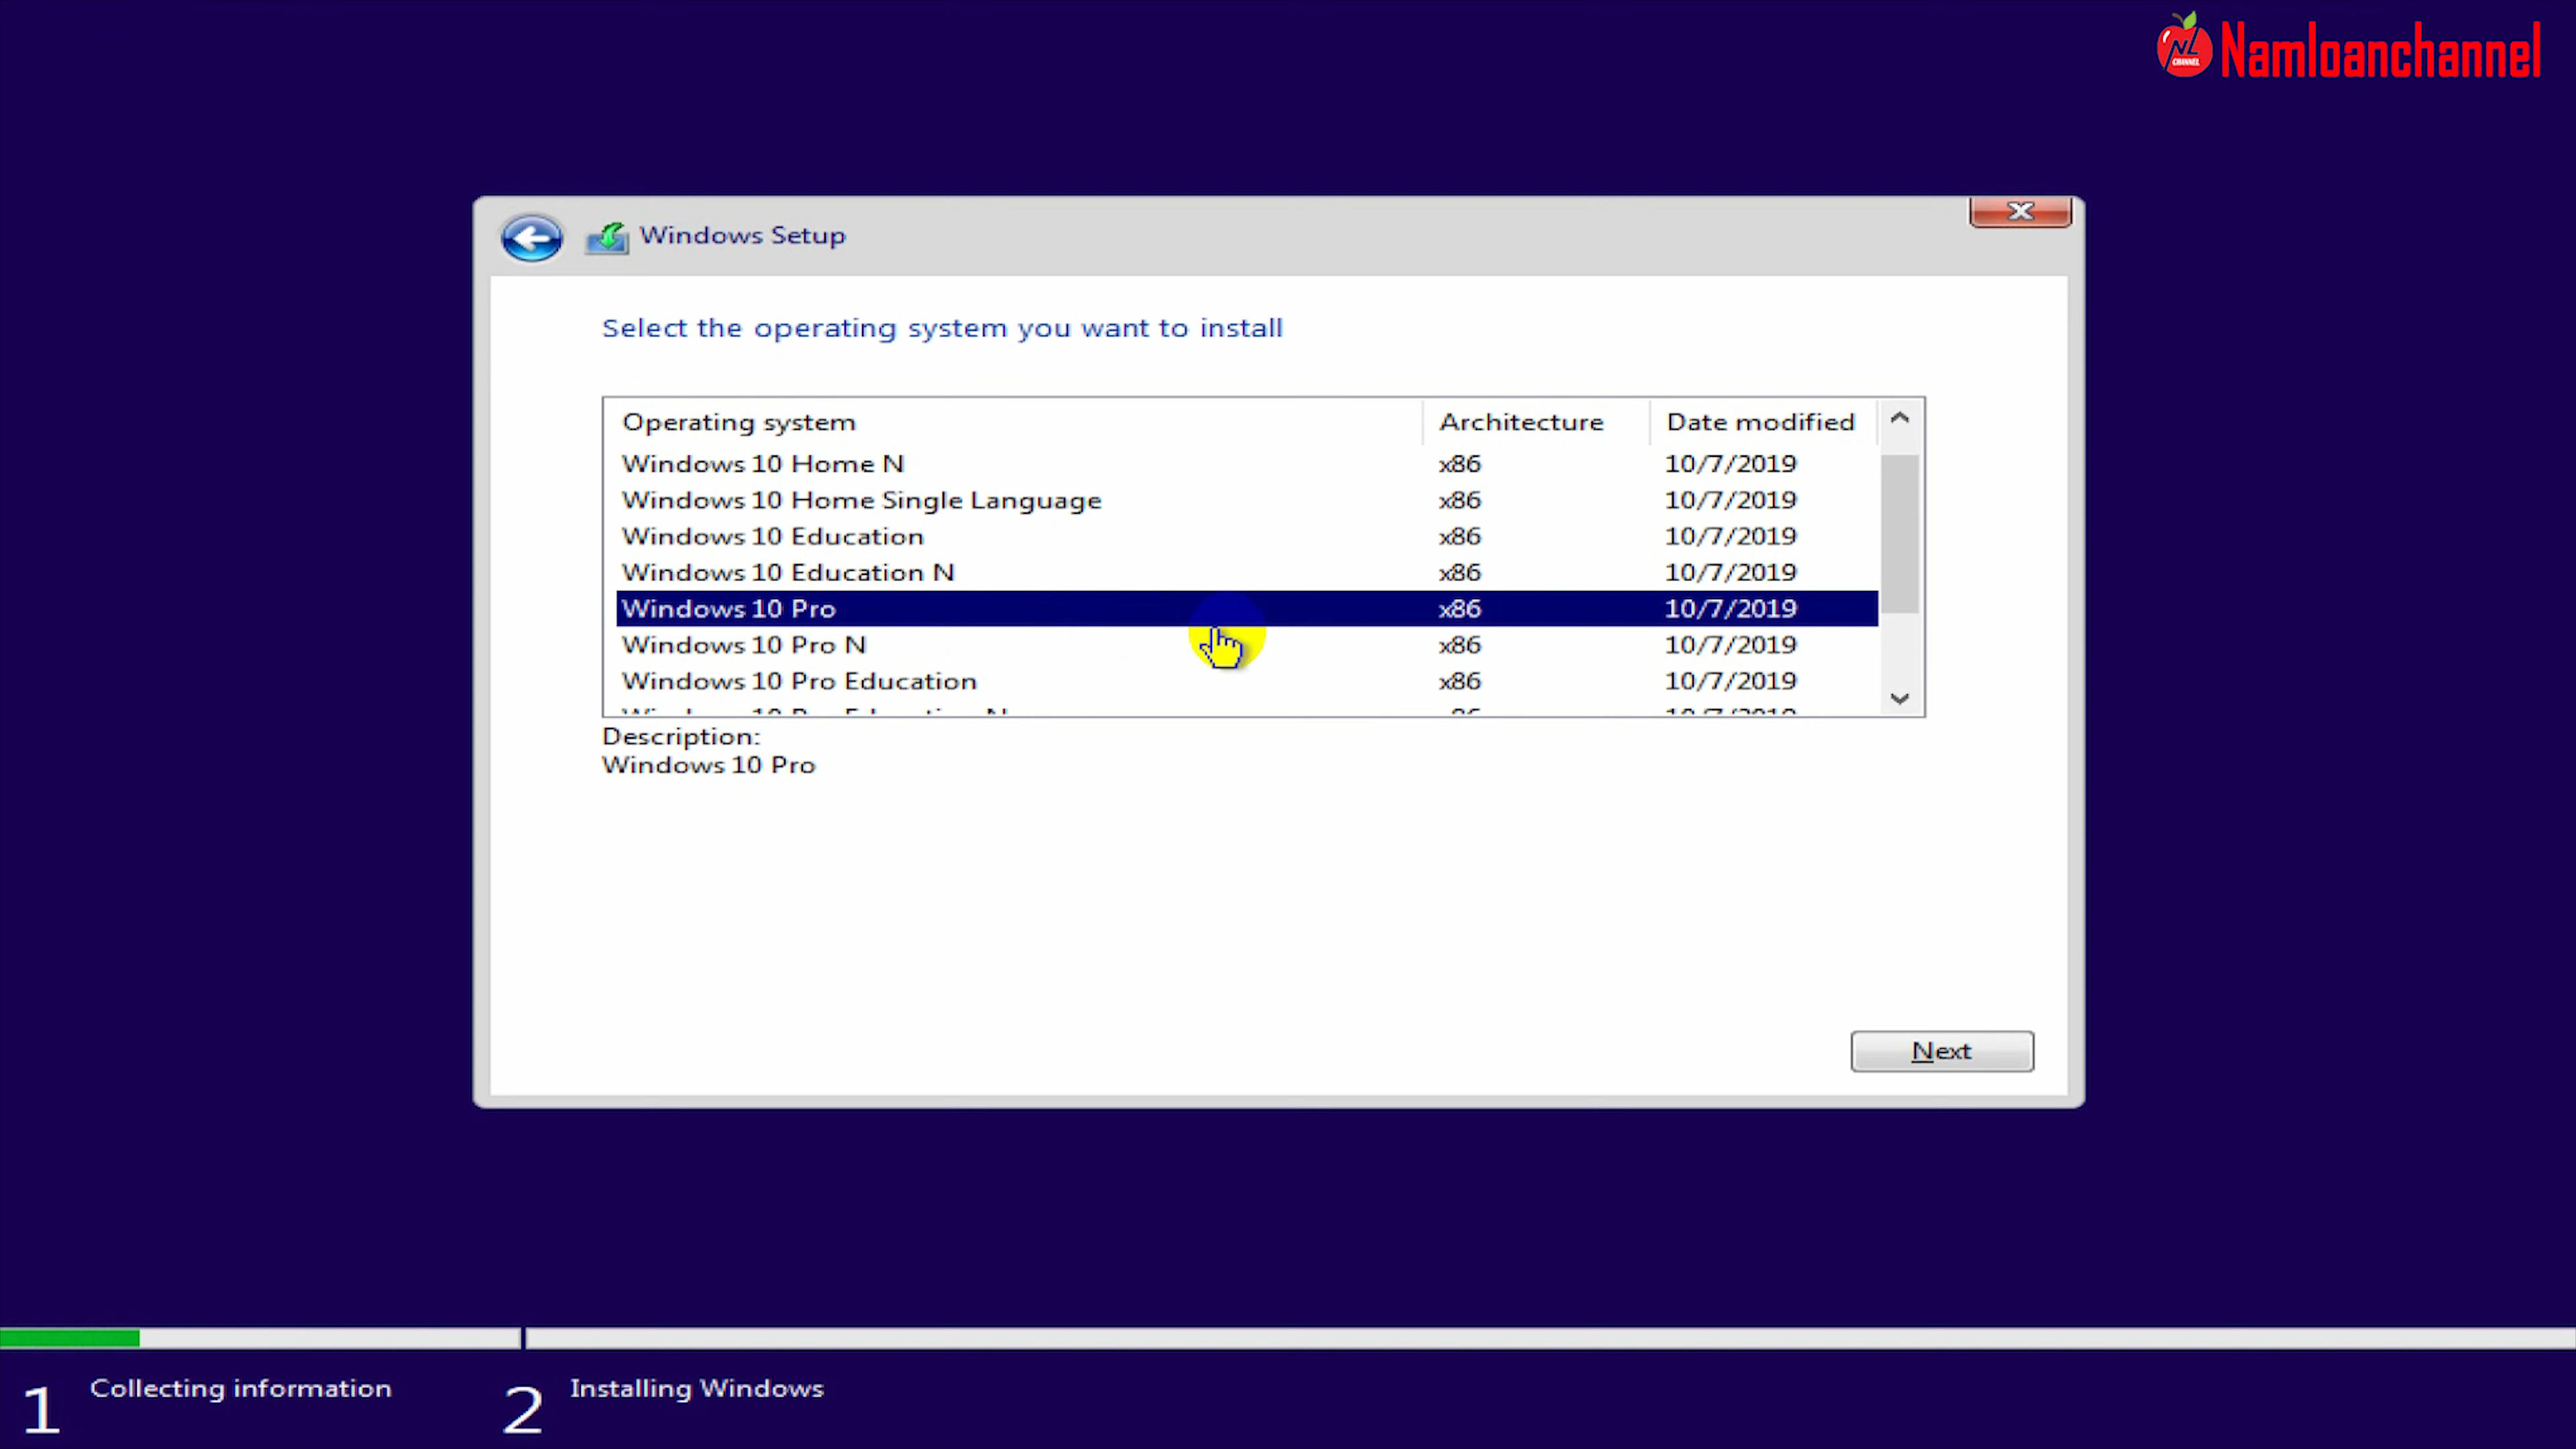 NL
CHANNEL
Namloanchannel
Windows Setup
Select the operating system you want to install
Operating system Architecture Date modified
Windows 10 Home N x86 10/7/2019
Windows 10 Home Single Language x86 10/7/2019
Windows 10 Education x86 10/7/2019
Windows 10 Education N x86 10/7/2019
Windows 10 Pro x86 10/7/2019
Windows 10 Pro N x86 10/7/2019
Windows 10 Pro Education x86 10/7/2019
Description:
Windows 10 Pro
Next
1 Collecting information
2 Installing Windows